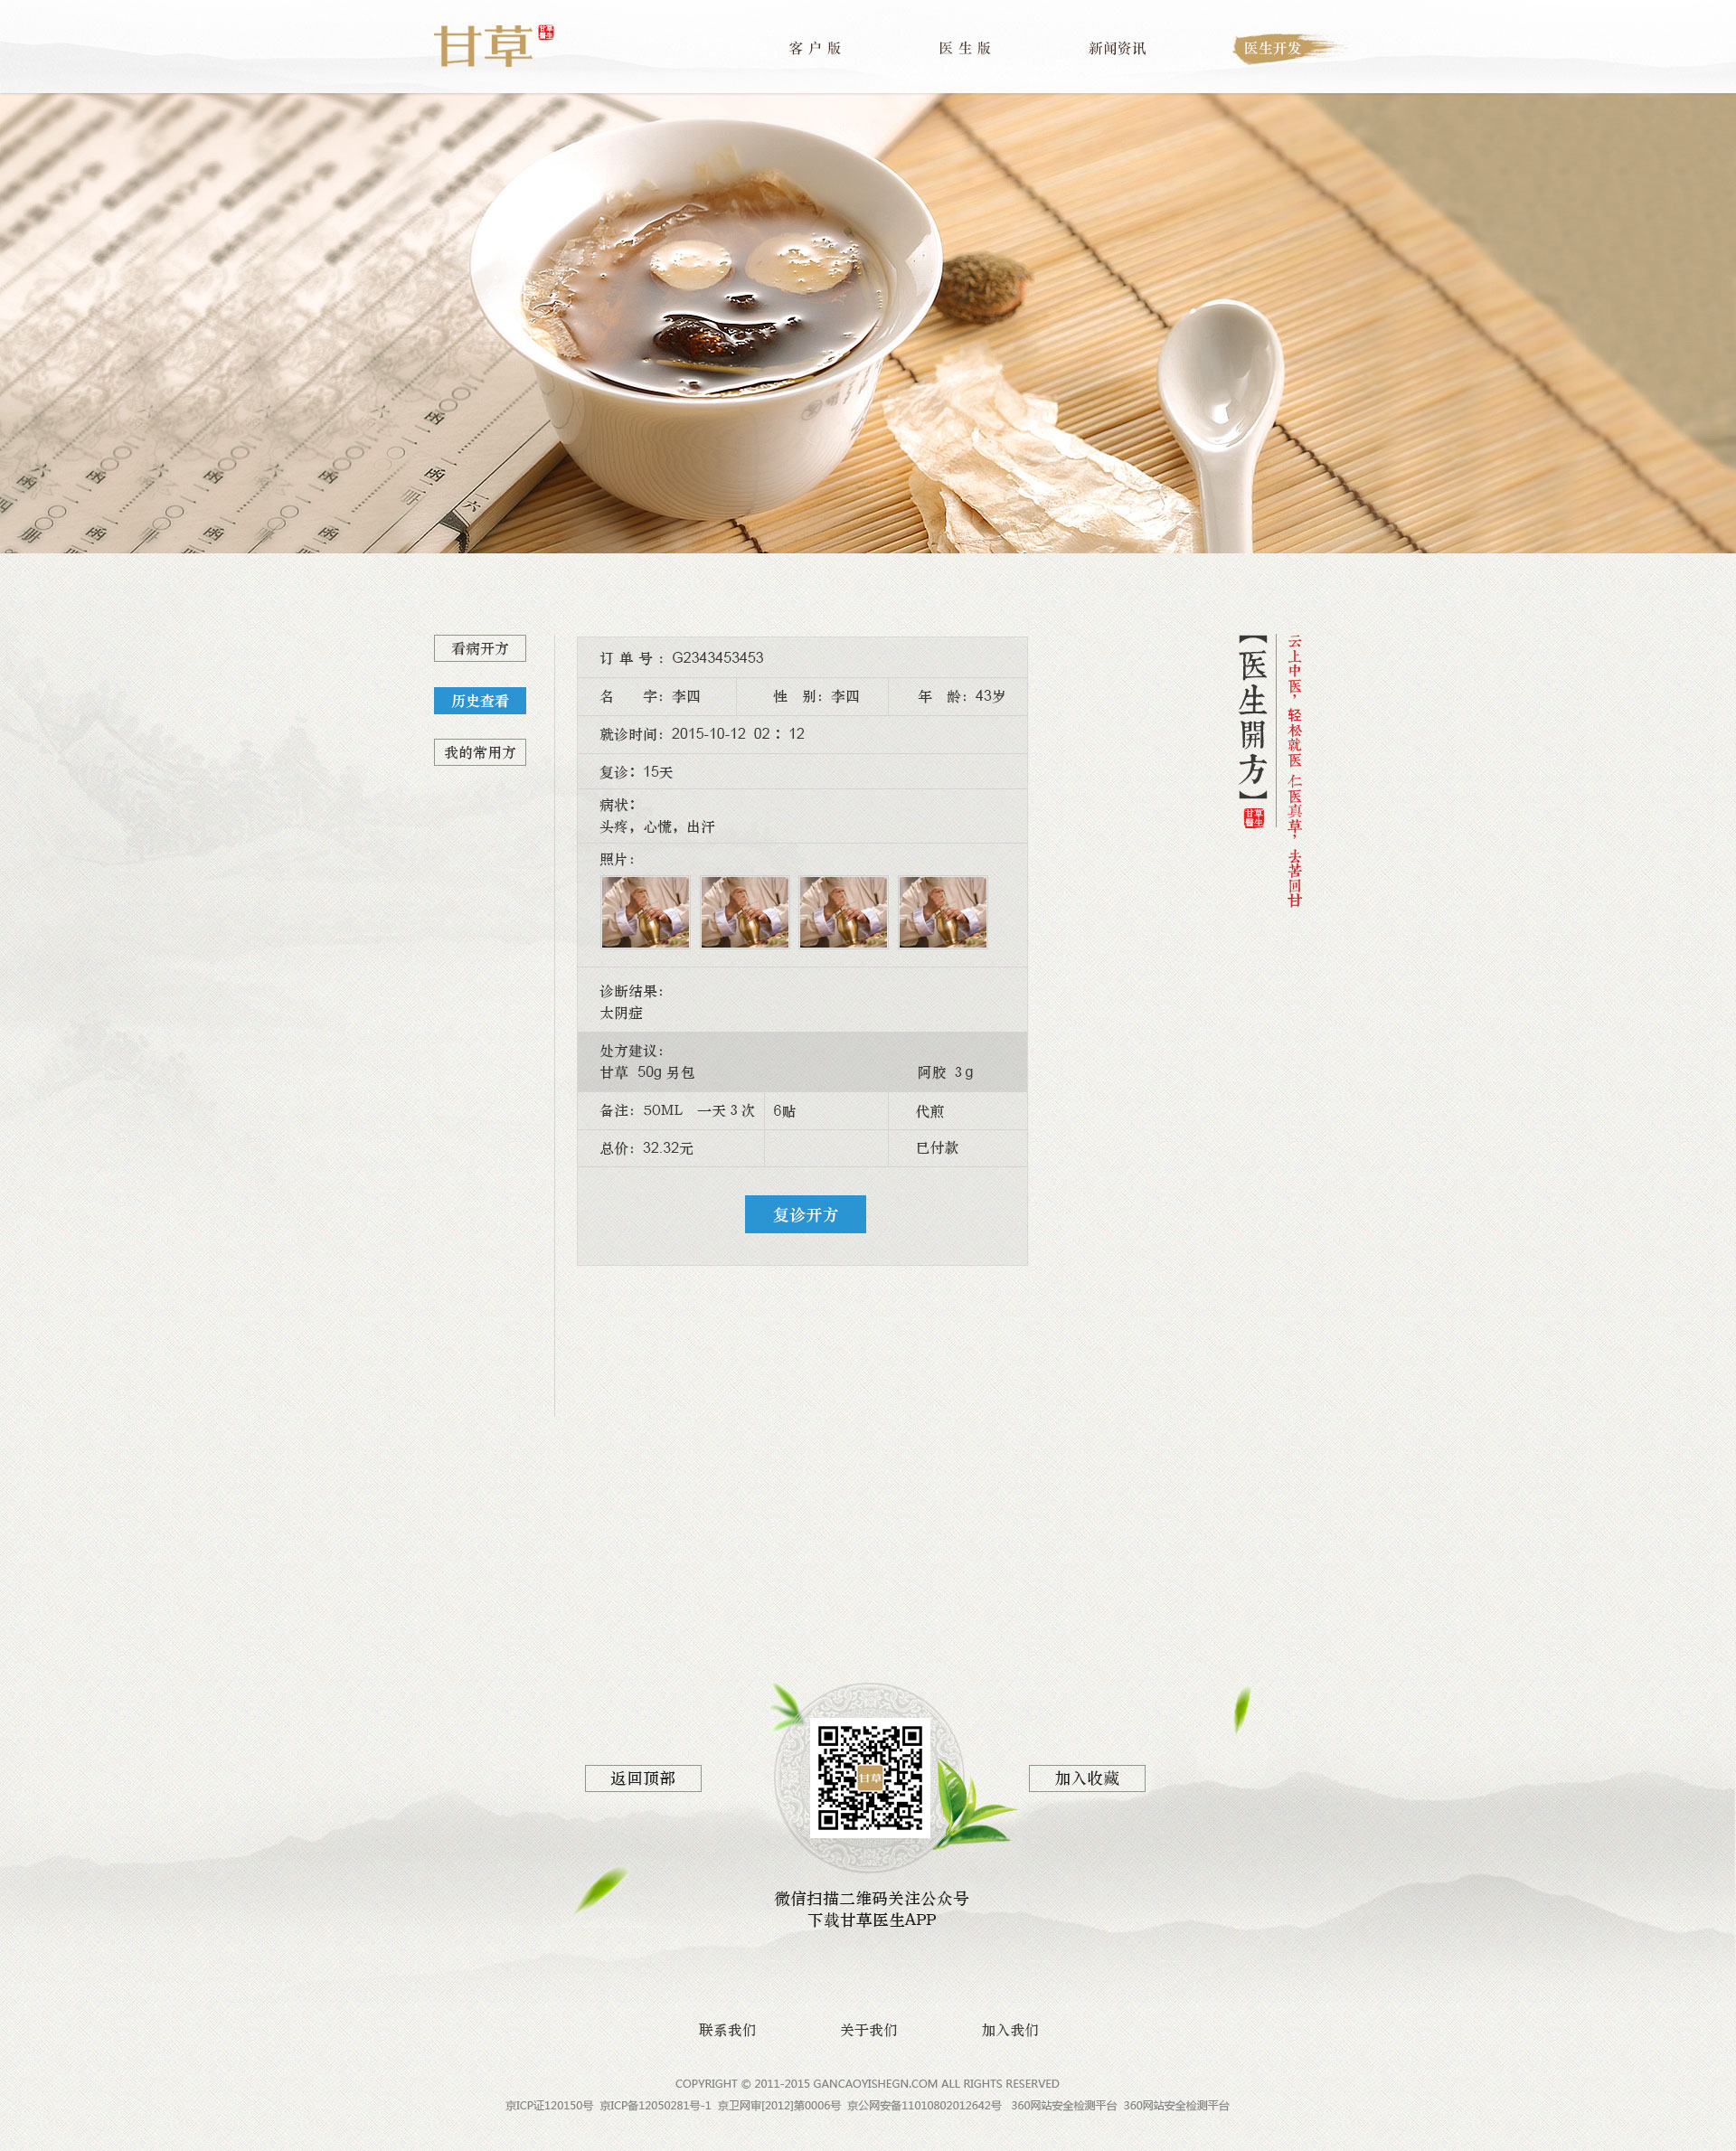 甘草
甘草
醫生
客 户 版
医 生 版
新闻资讯
医生开发
看病开方
历史查看
我的常用方
订 单 号 : G2343453453
名　　字: 李四
性　别: 李四
年　龄: 43岁
就诊时间: 2015-10-12 02 : 12
复诊: 15天
病状:
头疼, 心慌, 出汗
照片:
诊断结果:
太阴症
处方建议:
甘草 50g 另包
阿胶 3 g
备注: 50ML　一天 3 次
6贴
代煎
总价: 32.32元
已付款
复诊开方
【医生開方】
甘草
醫生
云上中医, 轻松就医 仁医真草, 去苦回甘
返回顶部
甘草
加入收藏
微信扫描二维码关注公众号
下载甘草医生APP
联系我们
关于我们
加入我们
COPYRIGHT © 2011-2015 GANCAOYISHEGN.COM ALL RIGHTS RESERVED
京ICP证120150号 京ICP备12050281号-1 京卫网审[2012]第0006号 京公网安备11010802012642号 360网站安全检测平台 360网站安全检测平台